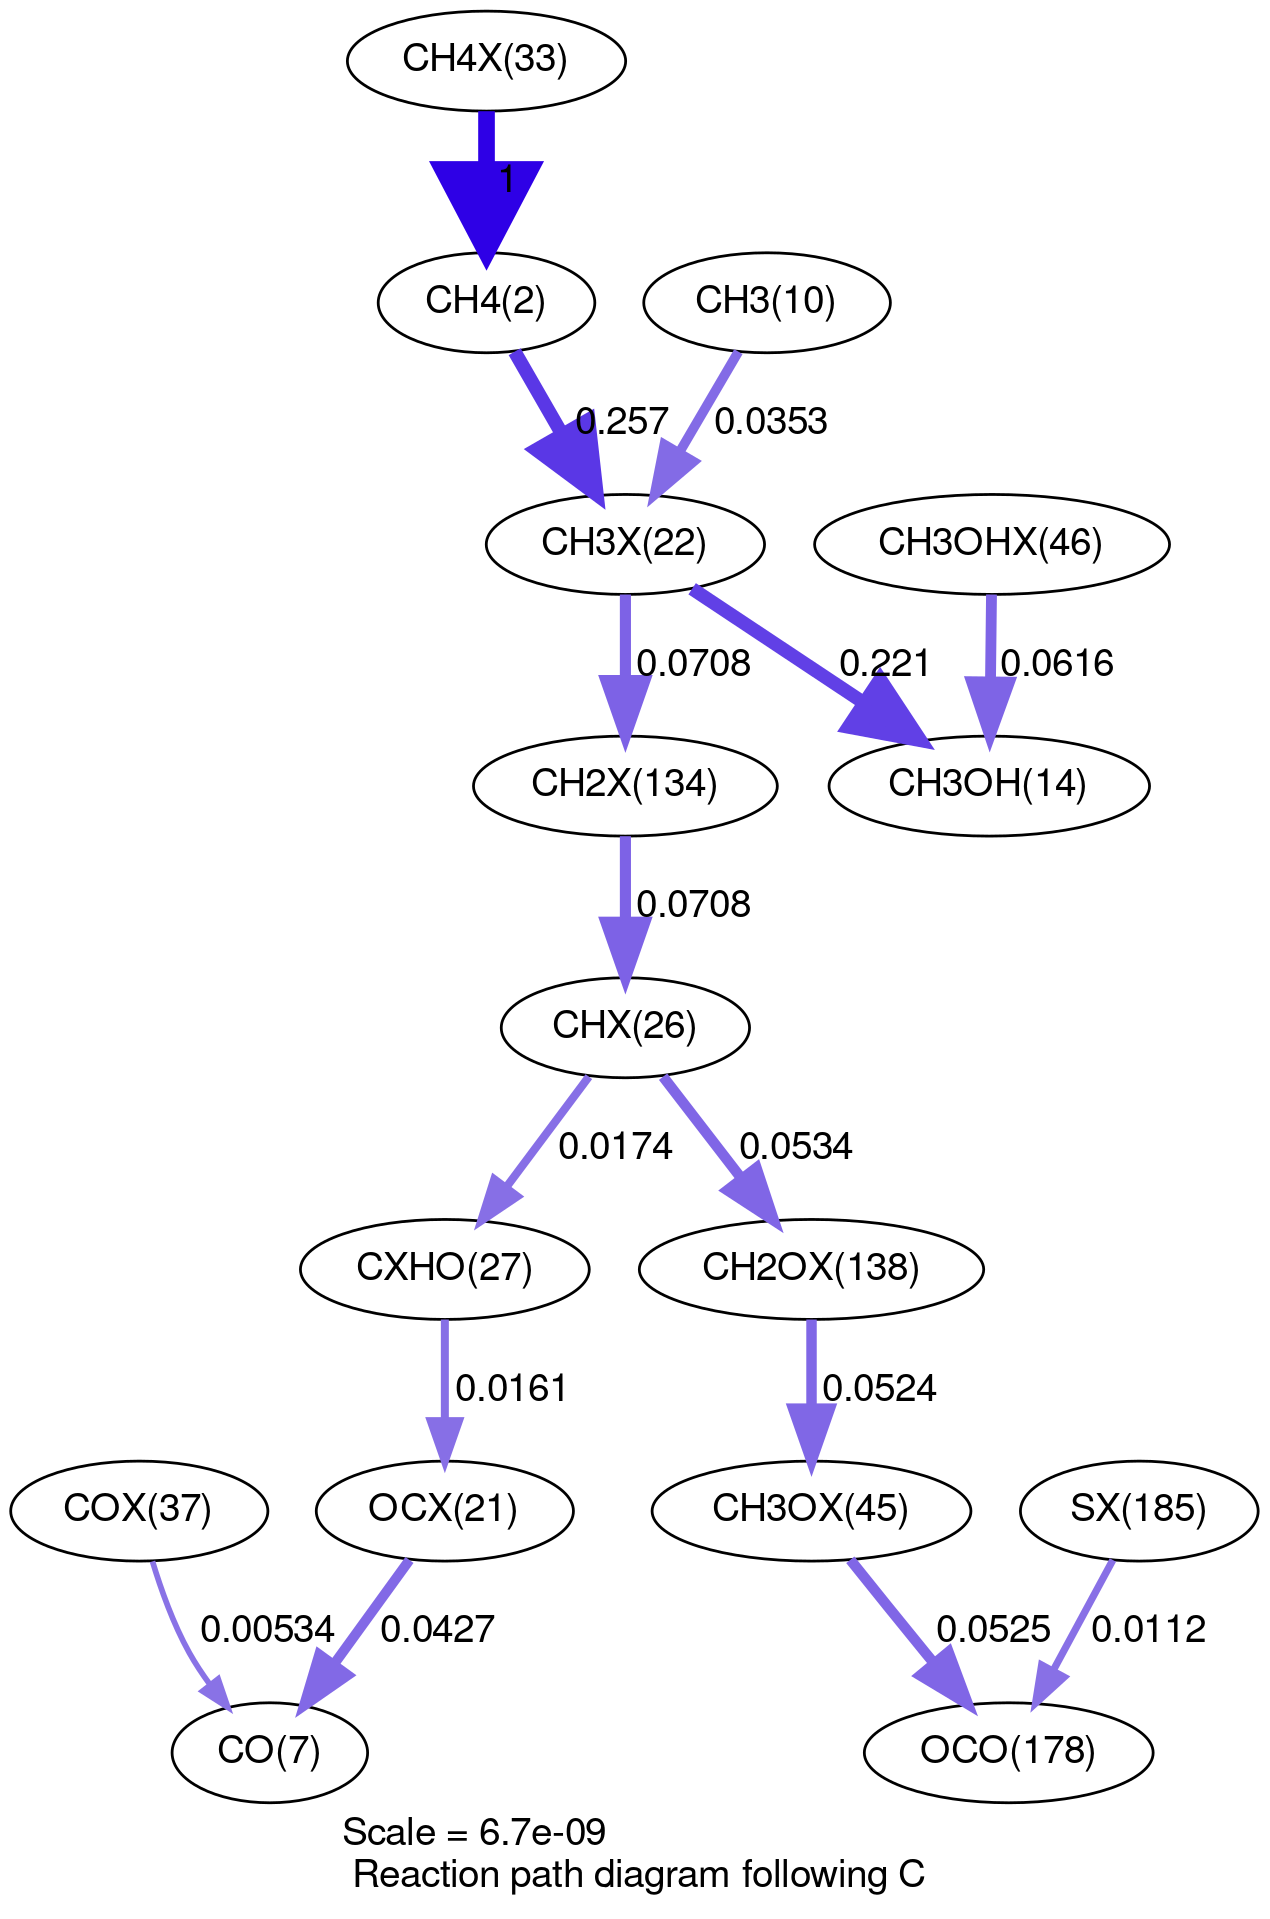 CH4X(33)
1
CH4(2)
CH3(10)
0.257
0.0353
CH3X(22)
CH3OHX(46)
0.0708
0.221
0.0616
CH2X(134)
CH3OH(14)
0.0708
CHX(26)
0.0174
0.0534
CXHO(27)
CH2OX(138)
0.0161
0.0524
COX(37)
OCX(21)
CH3OX(45)
SX(185)
0.00534
0.0427
0.0525
0.0112
CO(7)
OCO(178)
Scale = 6.7e-09
Reaction path diagram following C